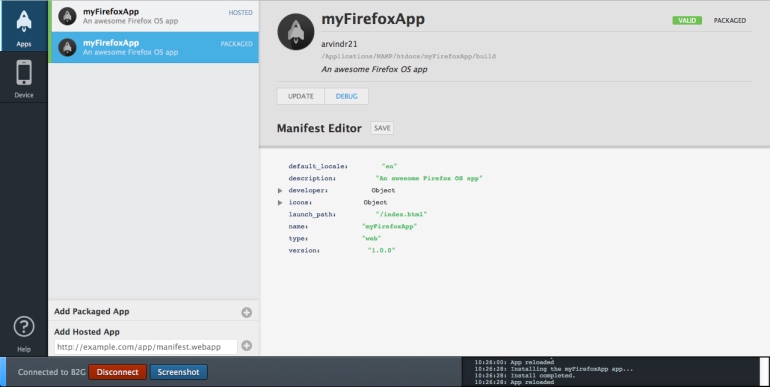 Apps
Device
Help
myFirefoxApp HOSTED
An awesome Firefox OS app
myFirefoxApp PACKAGED
An awesome Firefox OS app
Add Packaged App
Add Hosted App
http://example.com/app/manifest.webapp
myFirefoxApp VALID PACKAGED
arvindr21
/Applications/MAMP/htdocs/myFirefoxApp/build
An awesome Firefox OS app
UPDATE DEBUG
Manifest Editor SAVE
default_locale: "en"
description: "An awesome Firefox OS app"
developer: Object
icons: Object
launch_path: "/index.html"
name: "myFirefoxApp"
type: "web"
version: "1.0.0"
Connected to B2G Disconnect Screenshot
10:26:00: App reloaded
10:26:28: Installing the myFirefoxApp app...
10:26:28: Install completed.
10:26:28: App reloaded